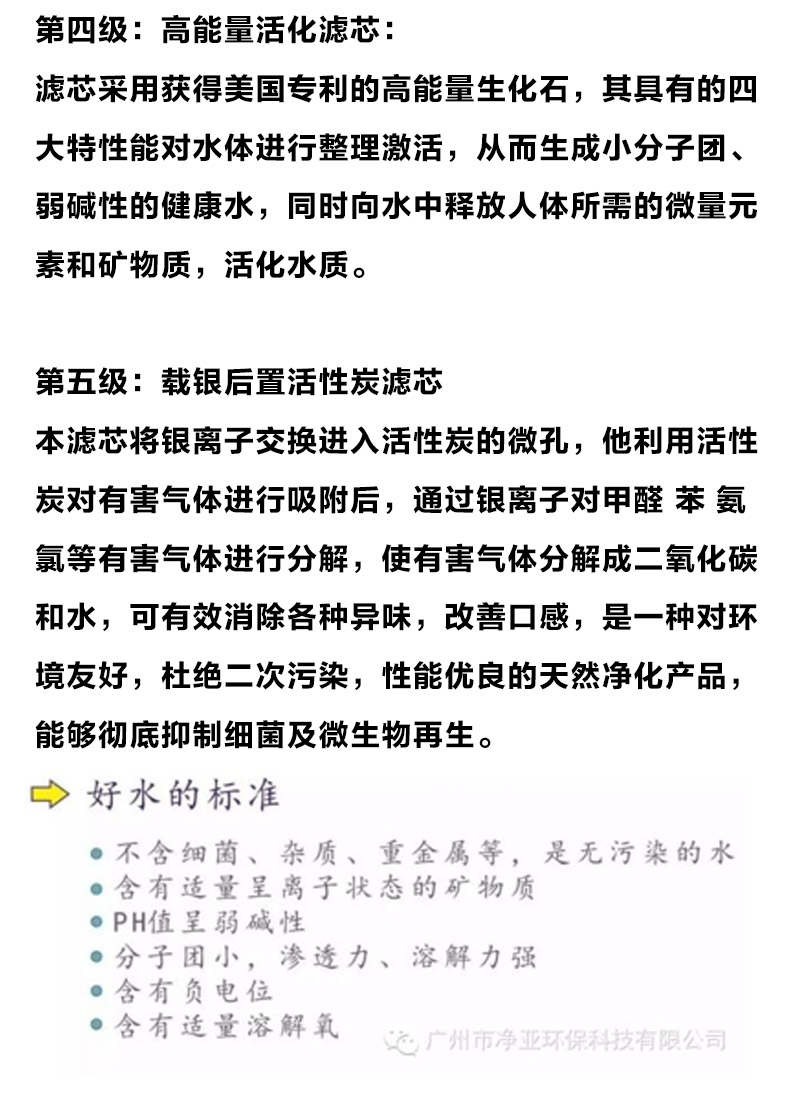 第四级：高能量活化滤芯：
滤芯采用获得美国专利的高能量生化石，其具有的四
大特性能对水体进行整理激活，从而生成小分子团、
弱碱性的健康水，同时向水中释放人体所需的微量元
素和矿物质，活化水质。
第五级：载银后置活性炭滤芯
本滤芯将银离子交换进入活性炭的微孔，他利用活性
炭对有害气体进行吸附后，通过银离子对甲醛 苯 氨
氯等有害气体进行分解，使有害气体分解成二氧化碳
和水，可有效消除各种异味，改善口感，是一种对环
境友好，杜绝二次污染，性能优良的天然净化产品，
能够彻底抑制细菌及微生物再生。
好水的标准
不含细菌、杂质、重金属等，是无污染的水
含有适量呈离子状态的矿物质
PH值呈弱碱性
分子团小，渗透力、溶解力强
含有负电位
含有适量溶解氧
广州市净亚环保科技有限公司